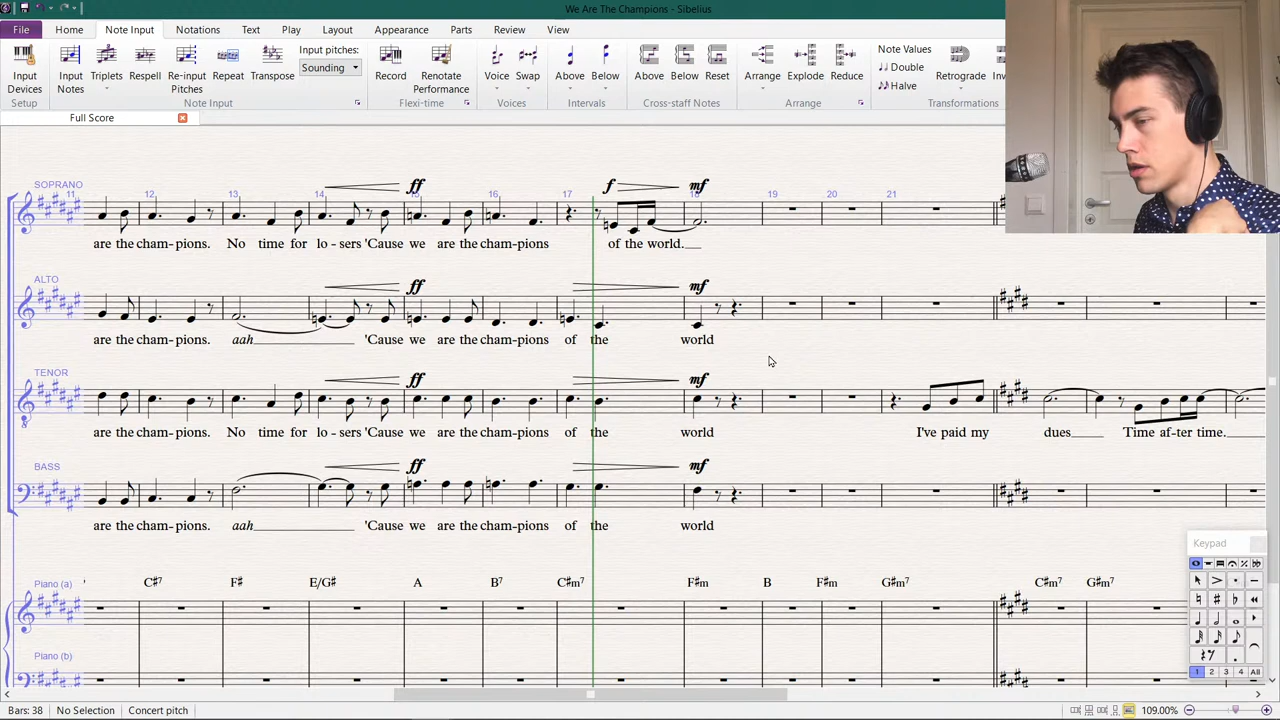 We Are The Champions - Sibelius
File Home Note Input Notations Text Play Layout Appearance Parts Review View
Input Devices Input Notes Triplets Respell Re-input Pitches Repeat Transpose Input pitches: Sounding Record Renotate Performance Voice Swap Above Below Above Below Reset Arrange Explode Reduce Note Values Double Halve Retrograde Inv
Setup Note Input Flexi-time Voices Intervals Cross-staff Notes Arrange Transformations
Full Score
SOPRANO
ff f mf
11 12 13 14 15 16 17 18 19 20 21
are the cham-pions. No time for lo-sers 'Cause we are the cham-pions of the world.
ALTO
ff mf
are the cham-pions. aah 'Cause we are the cham-pions of the world
TENOR
ff mf
are the cham-pions. No time for lo-sers 'Cause we are the cham-pions of the world I've paid my dues Time af-ter time.
BASS
ff mf
are the cham-pions. aah 'Cause we are the cham-pions of the world
Keypad
Piano (a)
C♯7 F♯ E/G♯ A B7 C♯m7 F♯m B F♯m G♯m7 C♯m7 G♯m7
Piano (b)
1 2 3 4 All
Bars: 38 No Selection Concert pitch 109.00%